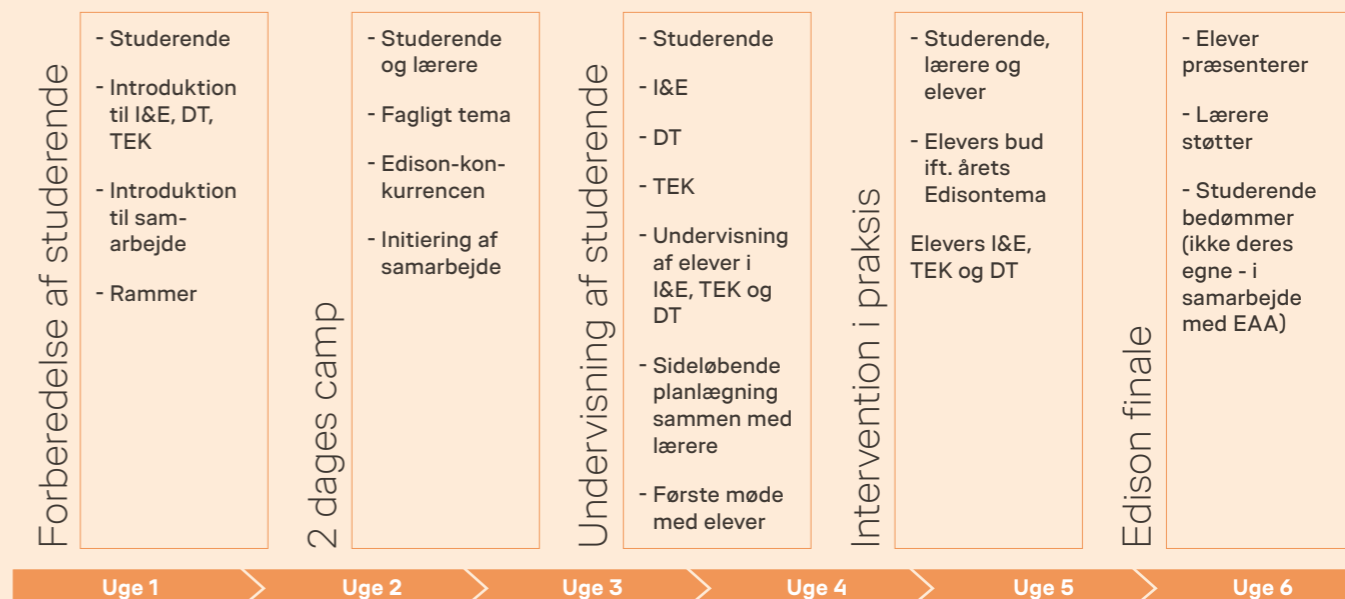 Forberedelse af studerende
- Studerende
- Introduktion
til I&E, DT,
TEK
- Introduktion
til sam-
arbejde
- Rammer
2 dages camp
- Studerende
og lærere
- Fagligt tema
- Edison-kon-
kurrencen
- Initiering af
samarbejde
Undervisning af studerende
- Studerende
- I&E
- DT
- TEK
- Undervisning
af elever i
I&E, TEK og
DT
- Sideløbende
planlægning
sammen med
lærere
- Første møde
med elever
Intervention i praksis
- Studerende,
lærere og
elever
- Elevers bud
ift. årets
Edisontema
Elevers I&E,
TEK og DT
Edison finale
- Elever
præsenterer
- Lærere
støtter
- Studerende
bedømmer
(ikke deres
egne - i
samarbejde
med EAA)
Uge 1
Uge 2
Uge 3
Uge 4
Uge 5
Uge 6